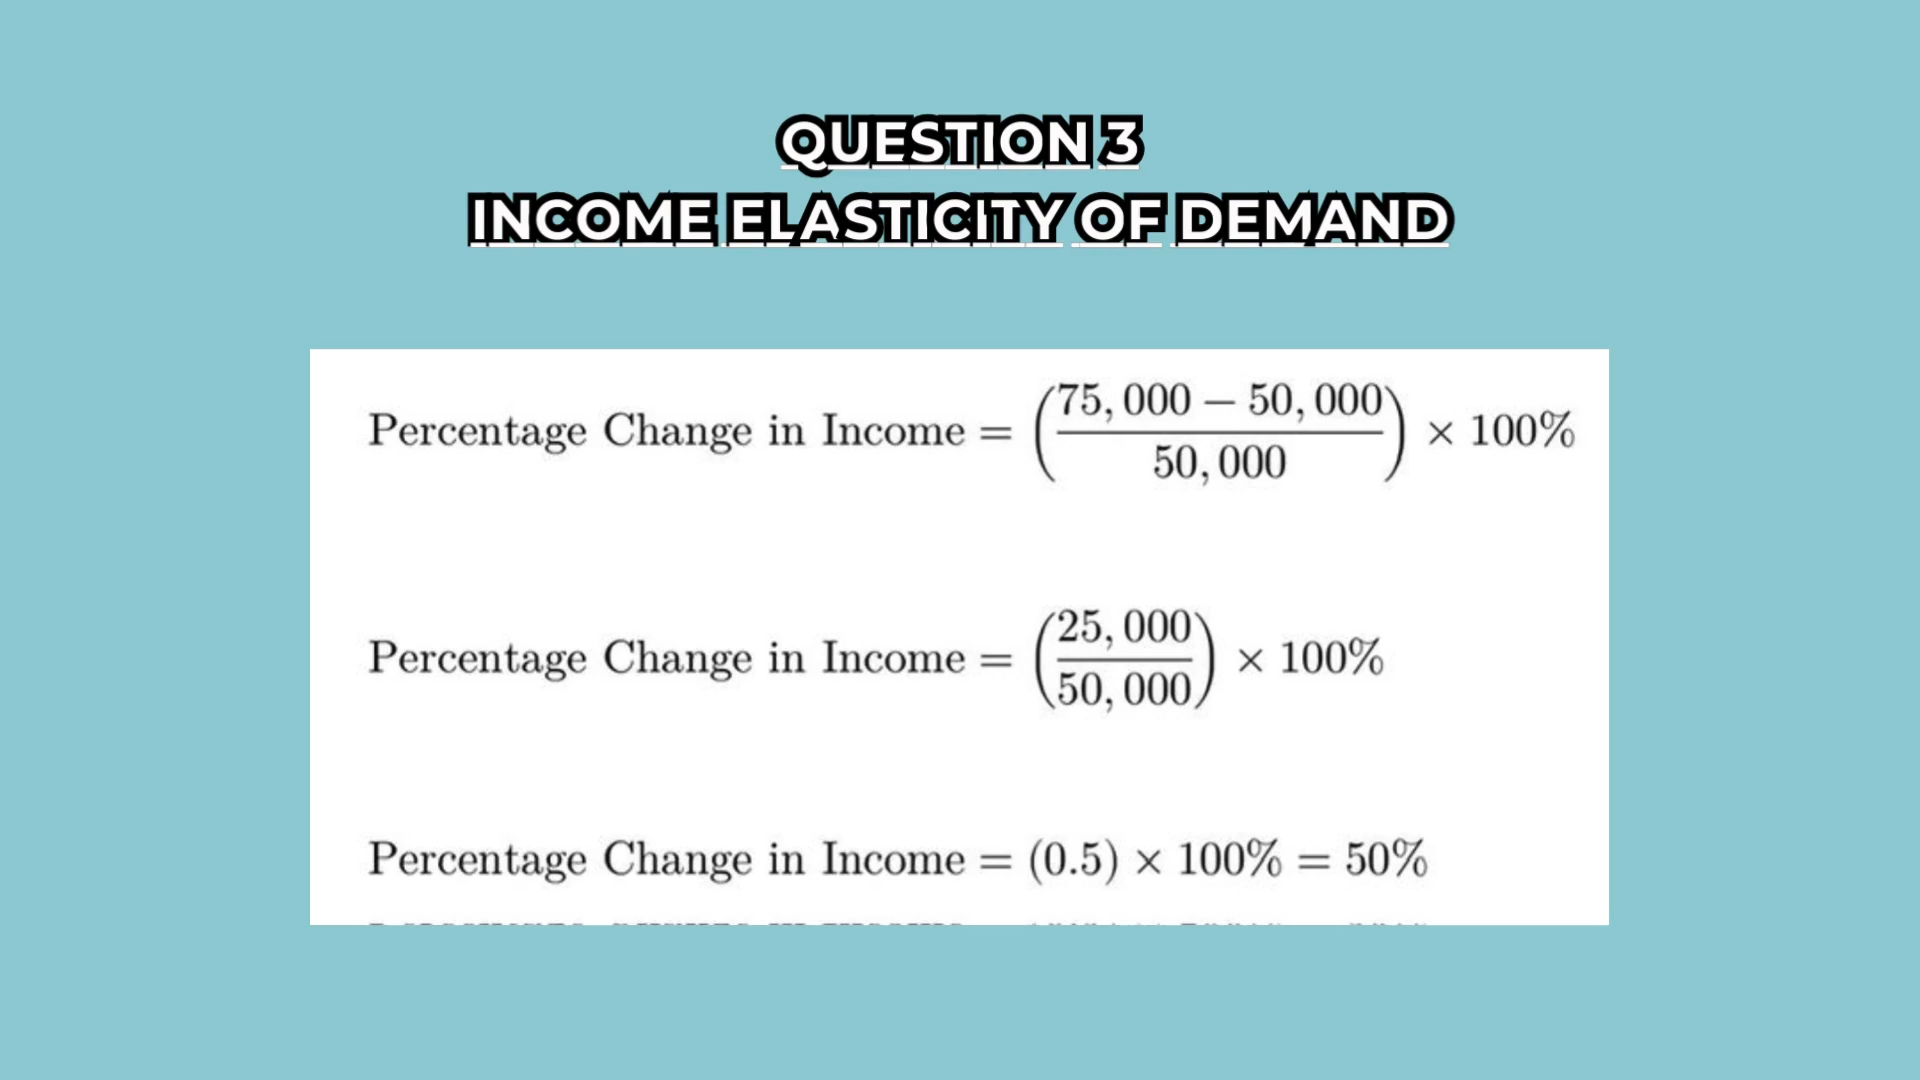 QUESTION 3
INCOME ELASTICITY OF DEMAND
Percentage Change in Income = (75,000 − 50,000 / 50,000) × 100%
Percentage Change in Income = (25,000 / 50,000) × 100%
Percentage Change in Income = (0.5) × 100% = 50%